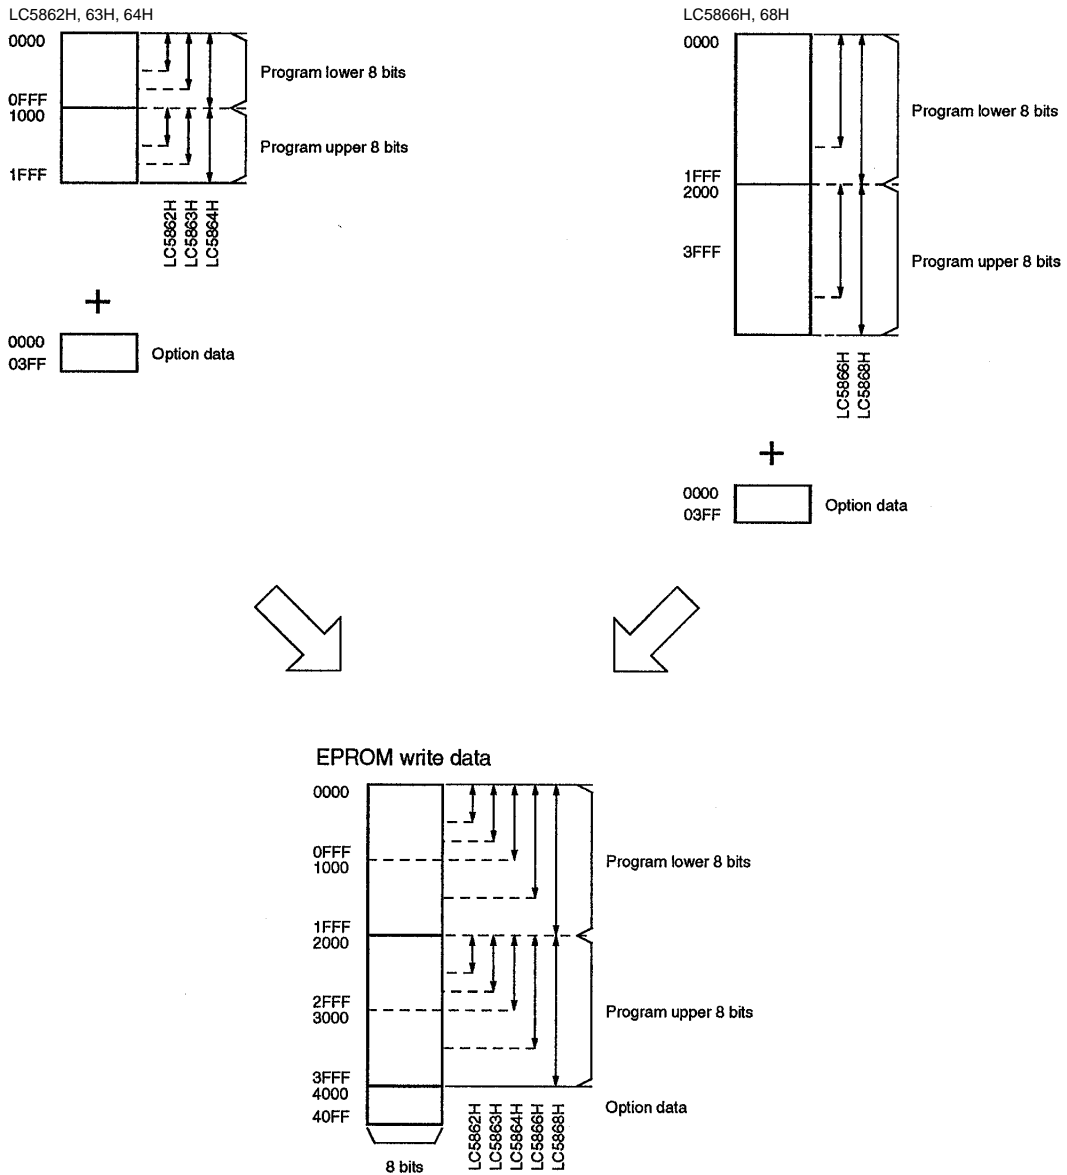 LC5862H, 63H, 64H
0000
Program lower 8 bits
0FFF
1000
Program upper 8 bits
1FFF
LC5862H
LC5863H
LC5864H
+
0000
Option data
03FF
LC5866H, 68H
0000
Program lower 8 bits
1FFF
2000
3FFF
Program upper 8 bits
LC5866H
LC5868H
+
0000
Option data
03FF
EPROM write data
0000
0FFF
Program lower 8 bits
1000
1FFF
2000
2FFF
Program upper 8 bits
3000
3FFF
4000
Option data
40FF
LC5862H
LC5863H
LC5864H
LC5866H
LC5868H
8 bits